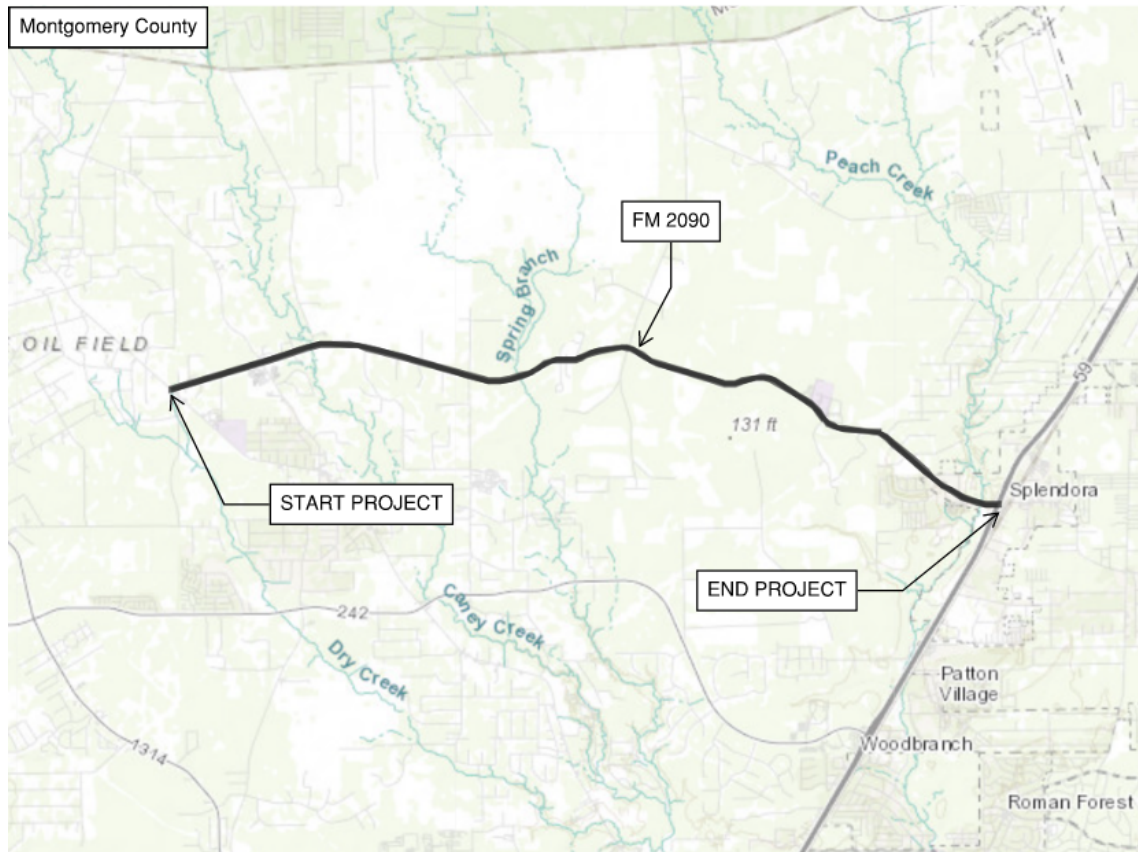 Montgomery County
Peach Creek
FM 2090
Spring Branch
OIL FIELD
59
131 ft
START PROJECT
Splendora
END PROJECT
242
Caney Creek
Dry Creek
Patton
Village
1314
Woodbranch
Roman Forest